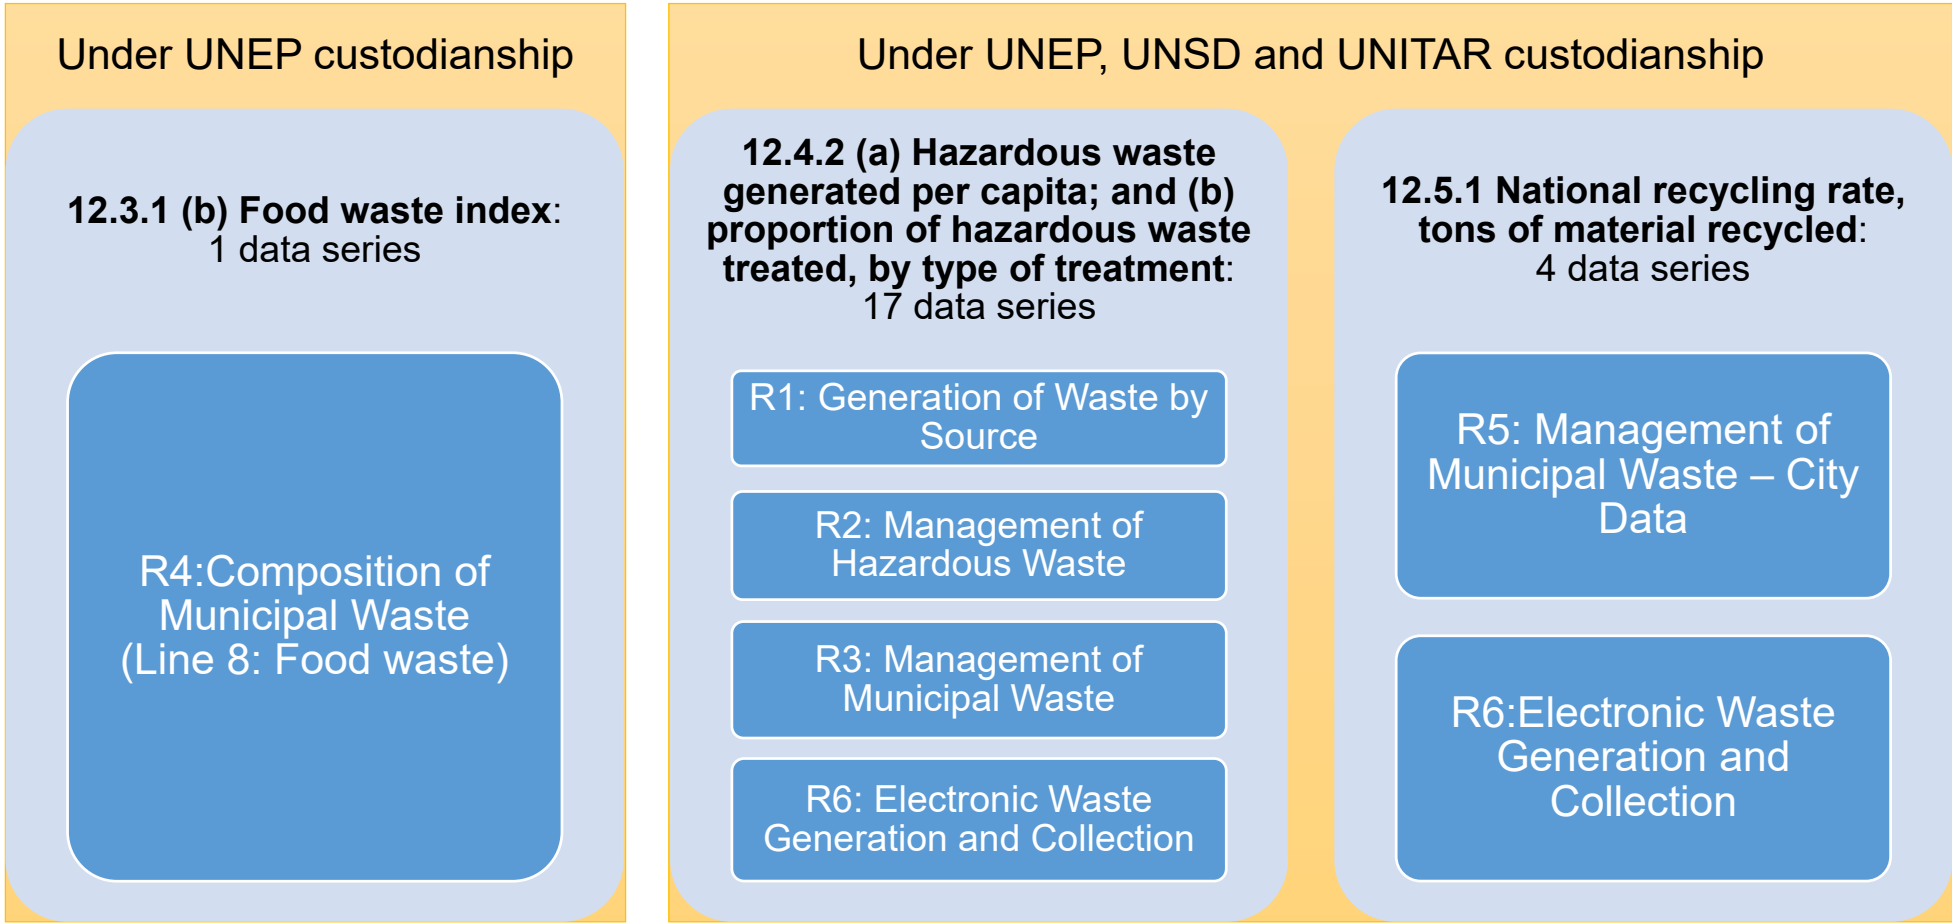 Under UNEP custodianship
12.3.1 (b) Food waste index:
1 data series
R4:Composition of
Municipal Waste
(Line 8: Food waste)
Under UNEP, UNSD and UNITAR custodianship
12.4.2 (a) Hazardous waste
generated per capita; and (b)
proportion of hazardous waste
treated, by type of treatment:
17 data series
R1: Generation of Waste by
Source
R2: Management of
Hazardous Waste
R3: Management of
Municipal Waste
R6: Electronic Waste
Generation and Collection
12.5.1 National recycling rate,
tons of material recycled:
4 data series
R5: Management of
Municipal Waste – City
Data
R6:Electronic Waste
Generation and
Collection